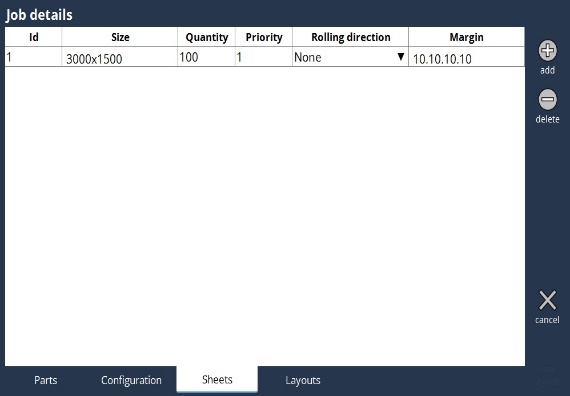 Job details
Id Size Quantity Priority Rolling direction Margin
1 3000x1500 100 1 None ▼ 10.10.10.10
add
delete
cancel
Parts Configuration Sheets Layouts